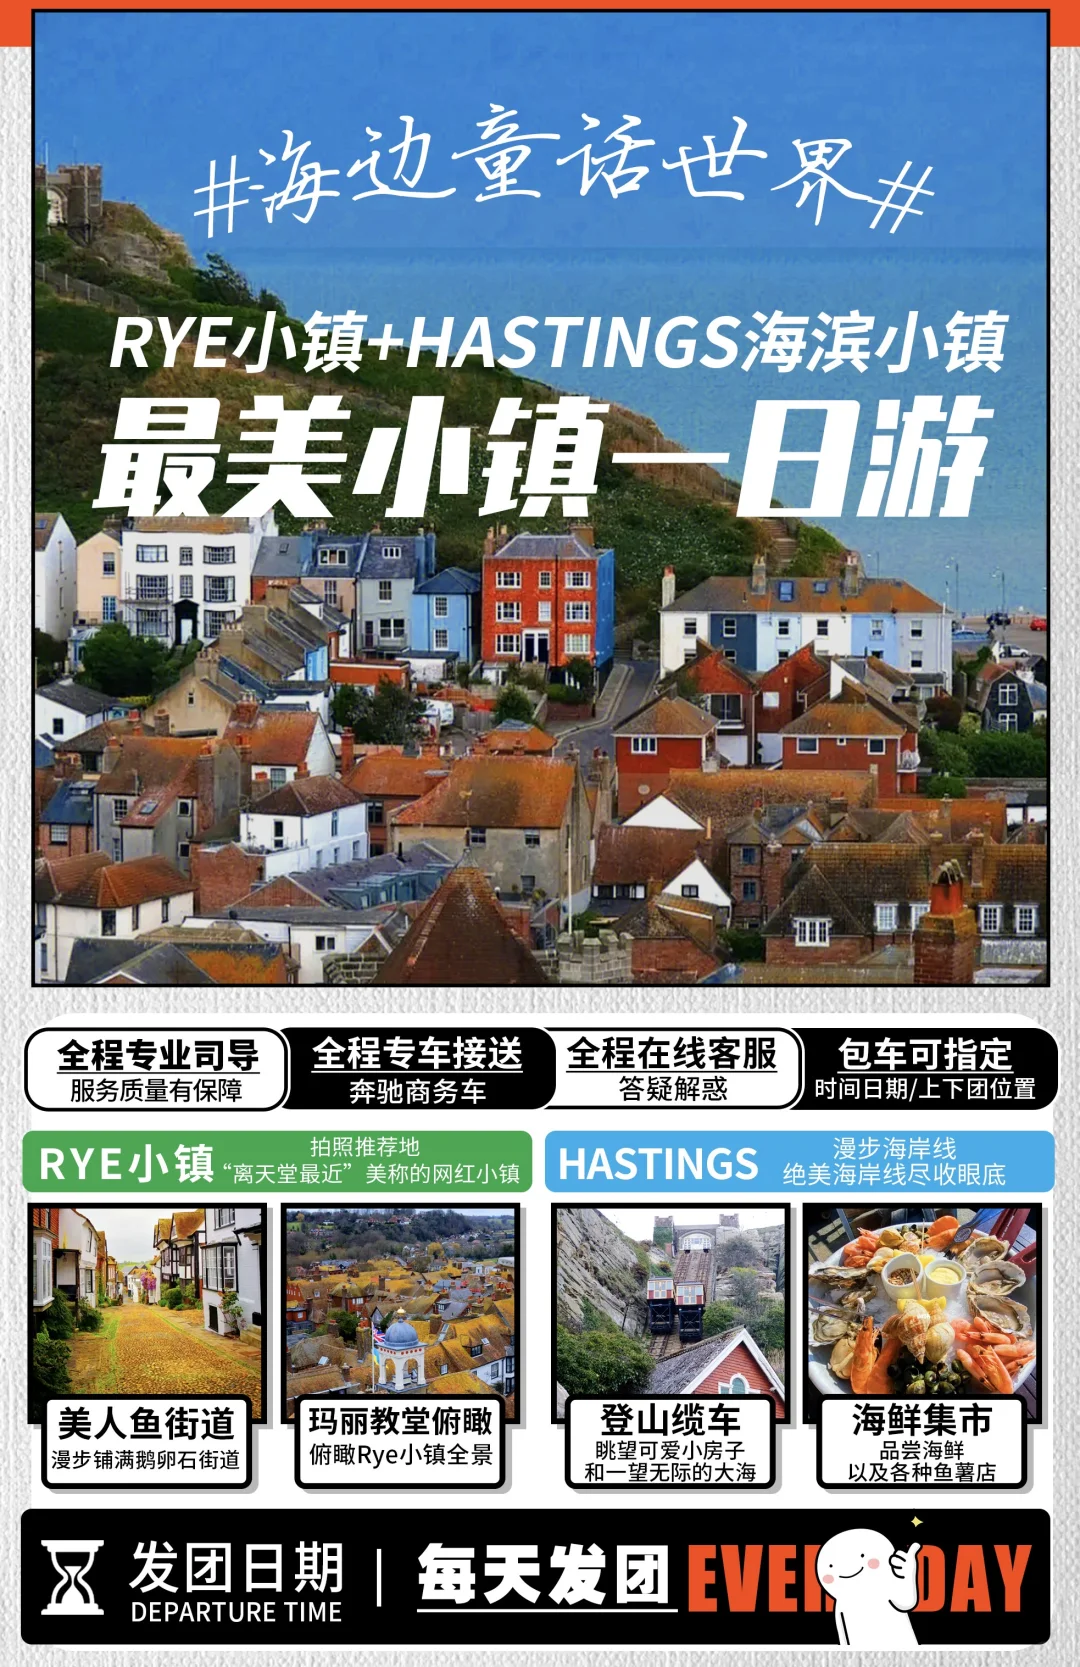 #海边童话世界#
RYE小镇+HASTINGS海滨小镇
最美小镇一日游
全程专业司导
服务质量有保障
全程专车接送
奔驰商务车
全程在线客服
答疑解惑
包车可指定
时间日期/上下团位置
RYE小镇
拍照推荐地
“离天堂最近”美称的网红小镇
HASTINGS
漫步海岸线
绝美海岸线尽收眼底
美人鱼街道
漫步铺满鹅卵石街道
玛丽教堂俯瞰
俯瞰Rye小镇全景
登山缆车
眺望可爱小房子
和一望无际的大海
海鲜集市
品尝海鲜
以及各种鱼薯店
发团日期
DEPARTURE TIME
每天发团
EVERYDAY